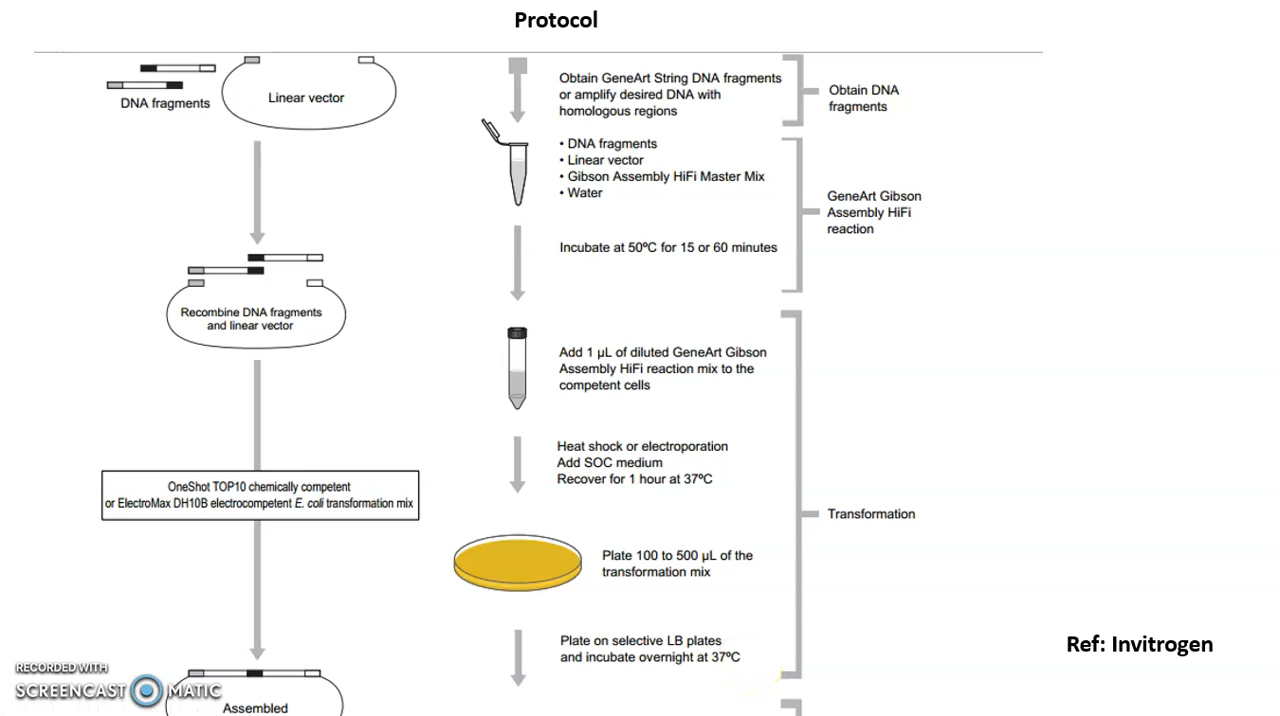 Protocol
DNA fragments
Linear vector
Obtain GeneArt String DNA fragments
or amplify desired DNA with
homologous regions
Obtain DNA
fragments
• DNA fragments
• Linear vector
• Gibson Assembly HiFi Master Mix
• Water
GeneArt Gibson
Assembly HiFi
reaction
Incubate at 50ºC for 15 or 60 minutes
Recombine DNA fragments
and linear vector
Add 1 µL of diluted GeneArt Gibson
Assembly HiFi reaction mix to the
competent cells
Heat shock or electroporation
Add SOC medium
Recover for 1 hour at 37ºC
OneShot TOP10 chemically competent
or ElectroMax DH10B electrocompetent E. coli transformation mix
Transformation
Plate 100 to 500 µL of the
transformation mix
Plate on selective LB plates
and incubate overnight at 37ºC
Ref: Invitrogen
RECORDED WITH
SCREENCAST MATIC
Assembled